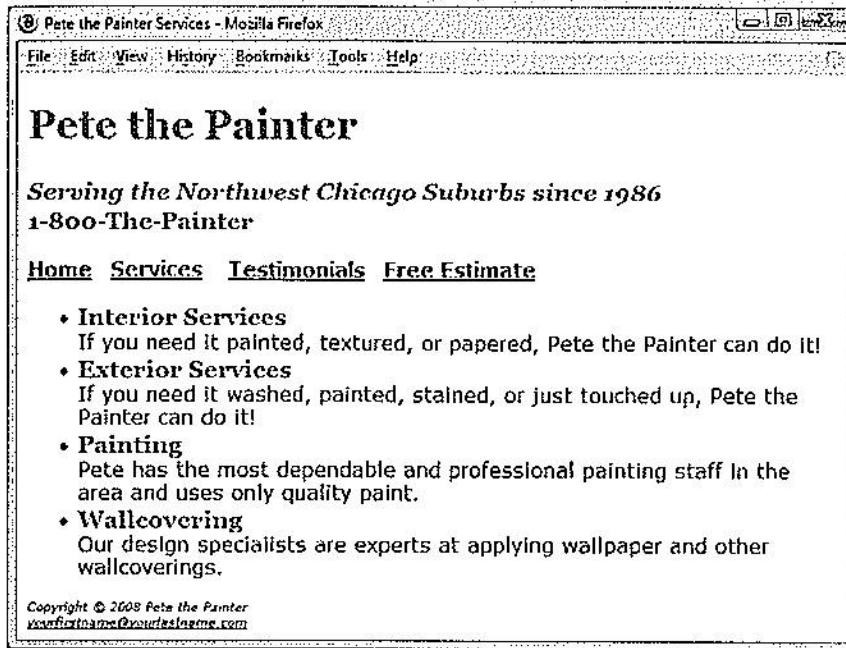 Pete the Painter Services - Mozilla Firefox
File Edit View History Bookmarks Tools Help
Pete the Painter
Serving the Northwest Chicago Suburbs since 1986
1-800-The-Painter
Home Services Testimonials Free Estimate
• Interior Services
If you need it painted, textured, or papered, Pete the Painter can do it!
• Exterior Services
If you need it washed, painted, stained, or just touched up, Pete the
Painter can do it!
• Painting
Pete has the most dependable and professional painting staff in the
area and uses only quality paint.
• Wallcovering
Our design specialists are experts at applying wallpaper and other
wallcoverings.
Copyright © 2008 Pete the Painter
yourfirstname@yourlastname.com